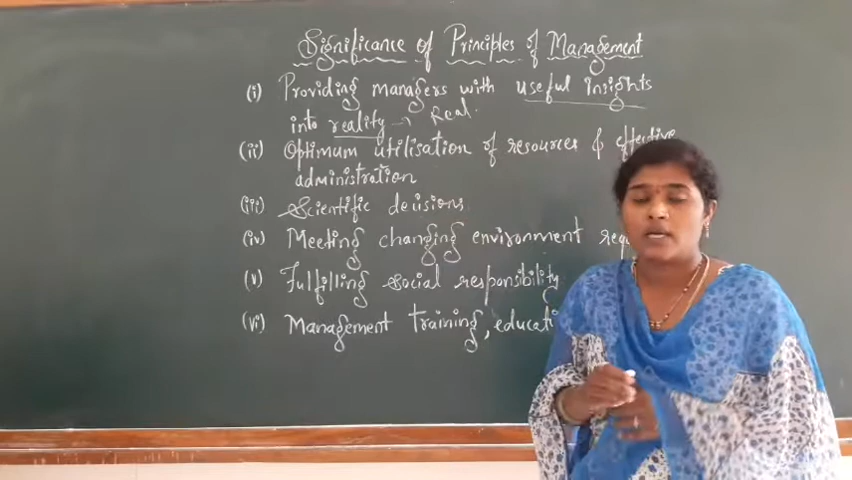 Significance of Principles of Management
(i) Providing managers with useful insights
into reality → Real.
(ii) Optimum utilisation of resources & effective
administration
(iii) Scientific decisions
(iv) Meeting changing environment
(v) Fulfilling social responsibility
(vi) Management training,